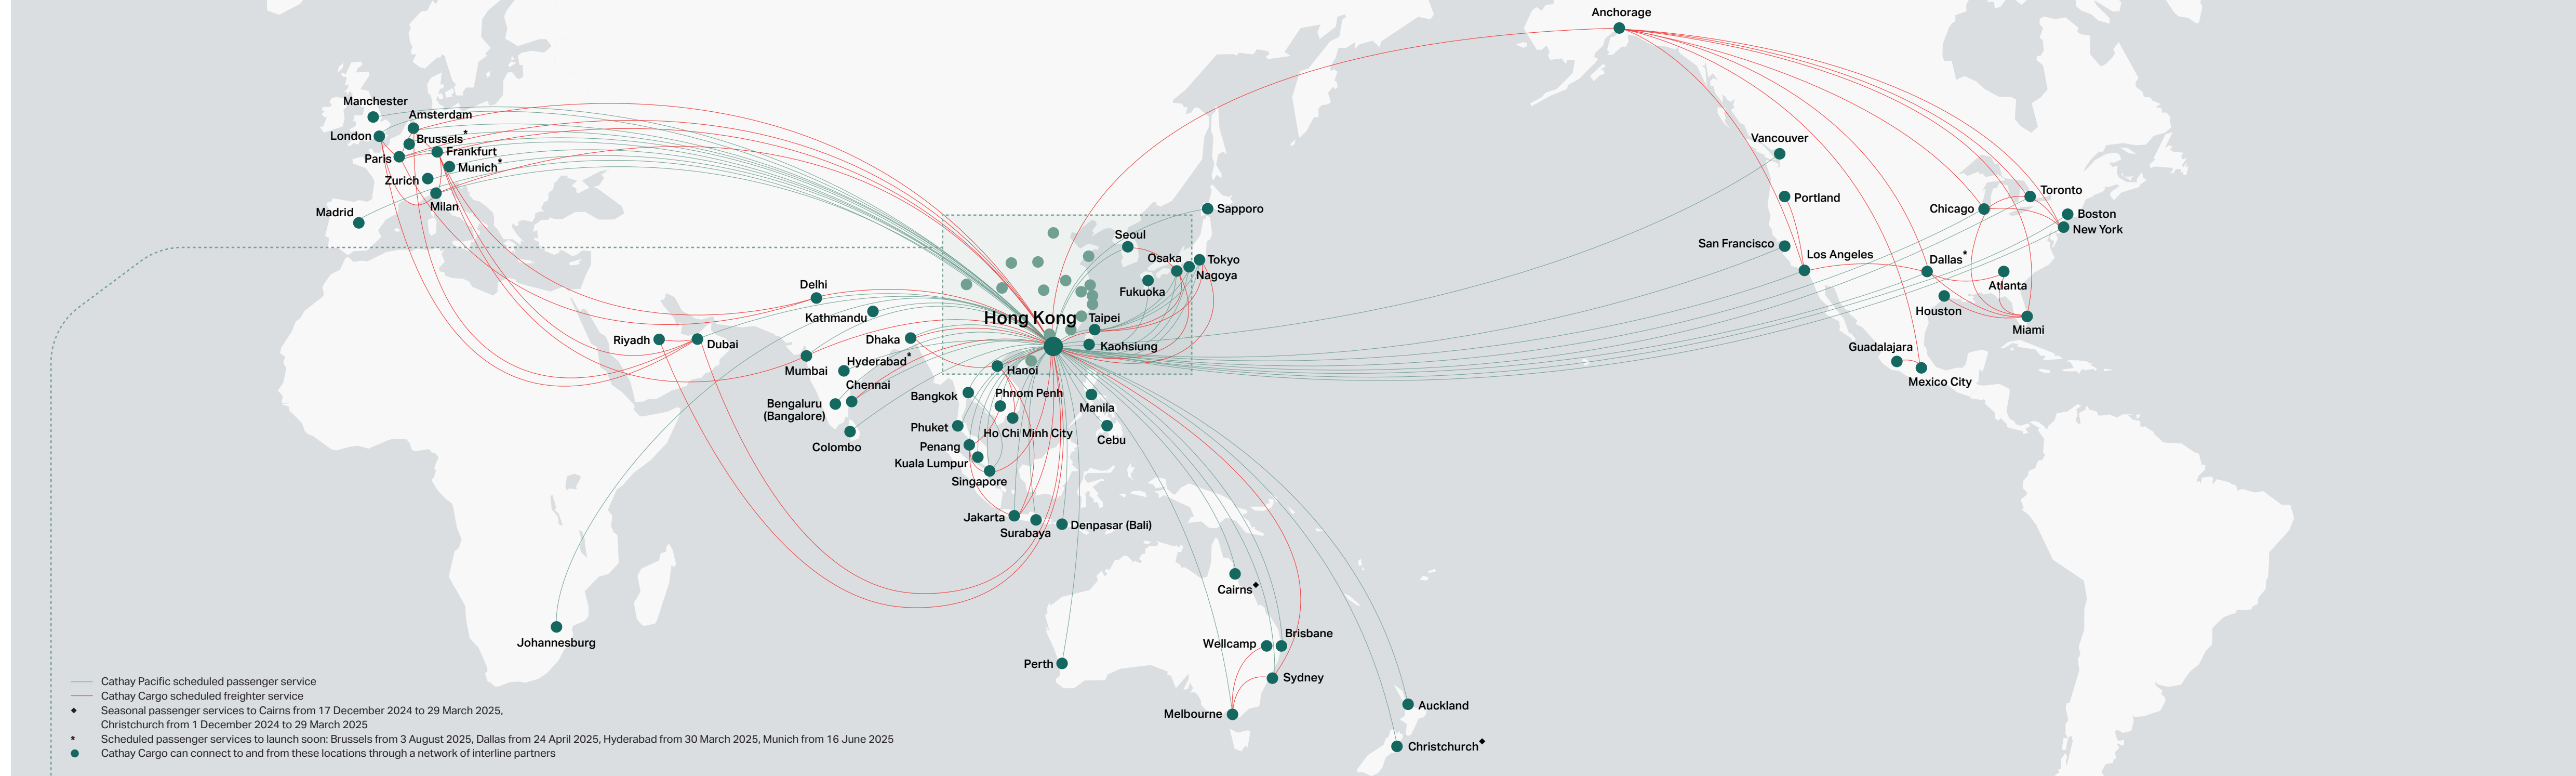 Anchorage
Manchester
Amsterdam
London
Brussels*
Frankfurt
Paris
Munich*
Zurich
Milan
Madrid
Vancouver
Portland
Toronto
Chicago
Boston
New York
San Francisco
Los Angeles
Dallas*
Atlanta
Houston
Miami
Guadalajara
Mexico City
Sapporo
Seoul
Osaka
Tokyo
Nagoya
Fukuoka
Hong Kong
Taipei
Kaohsiung
Delhi
Kathmandu
Riyadh
Dubai
Dhaka
Mumbai
Hyderabad*
Chennai
Bengaluru
(Bangalore)
Colombo
Hanoi
Bangkok
Phnom Penh
Manila
Phuket
Ho Chi Minh City
Cebu
Penang
Kuala Lumpur
Singapore
Jakarta
Surabaya
Denpasar (Bali)
Cairns◆
Johannesburg
Wellcamp
Brisbane
Perth
Sydney
Melbourne
Auckland
Christchurch◆
Cathay Pacific scheduled passenger service
Cathay Cargo scheduled freighter service
◆ Seasonal passenger services to Cairns from 17 December 2024 to 29 March 2025,
Christchurch from 1 December 2024 to 29 March 2025
* Scheduled passenger services to launch soon: Brussels from 3 August 2025, Dallas from 24 April 2025, Hyderabad from 30 March 2025, Munich from 16 June 2025
Cathay Cargo can connect to and from these locations through a network of interline partners